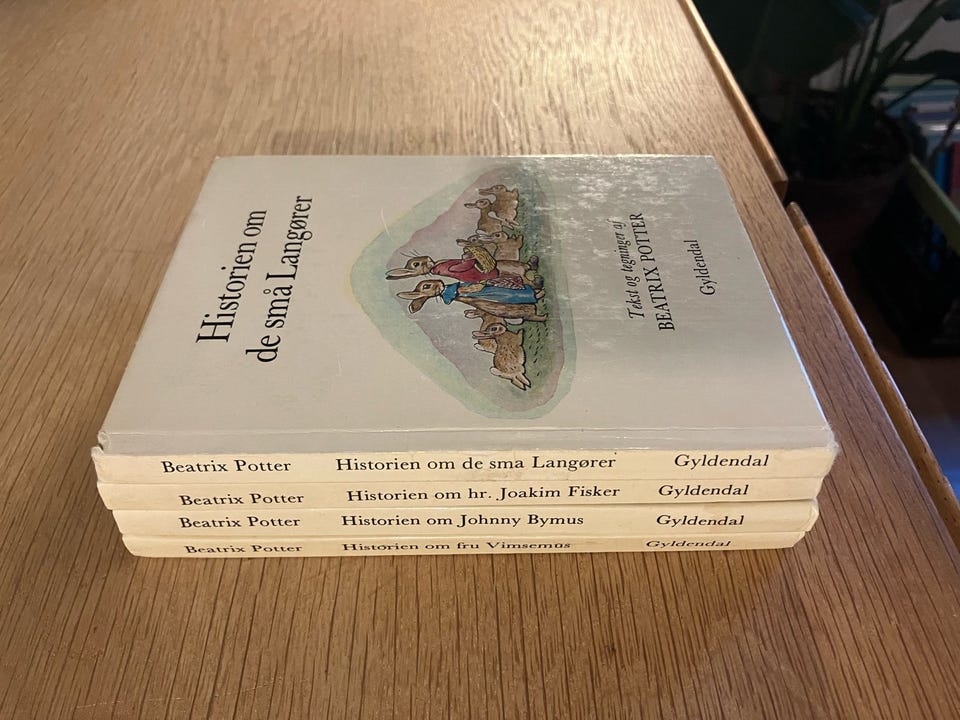 Historien om
de små Langører
Tekst og tegninger af
BEATRIX POTTER
Gyldendal
Beatrix Potter Historien om de sma Langører Gyldendal
Beatrix Potter Historien om hr. Joakim Fisker Gyldendal
Beatrix Potter Historien om Johnny Bymus Gyldendal
Beatrix Potter Historien om fru Vimsemus Gyldendal